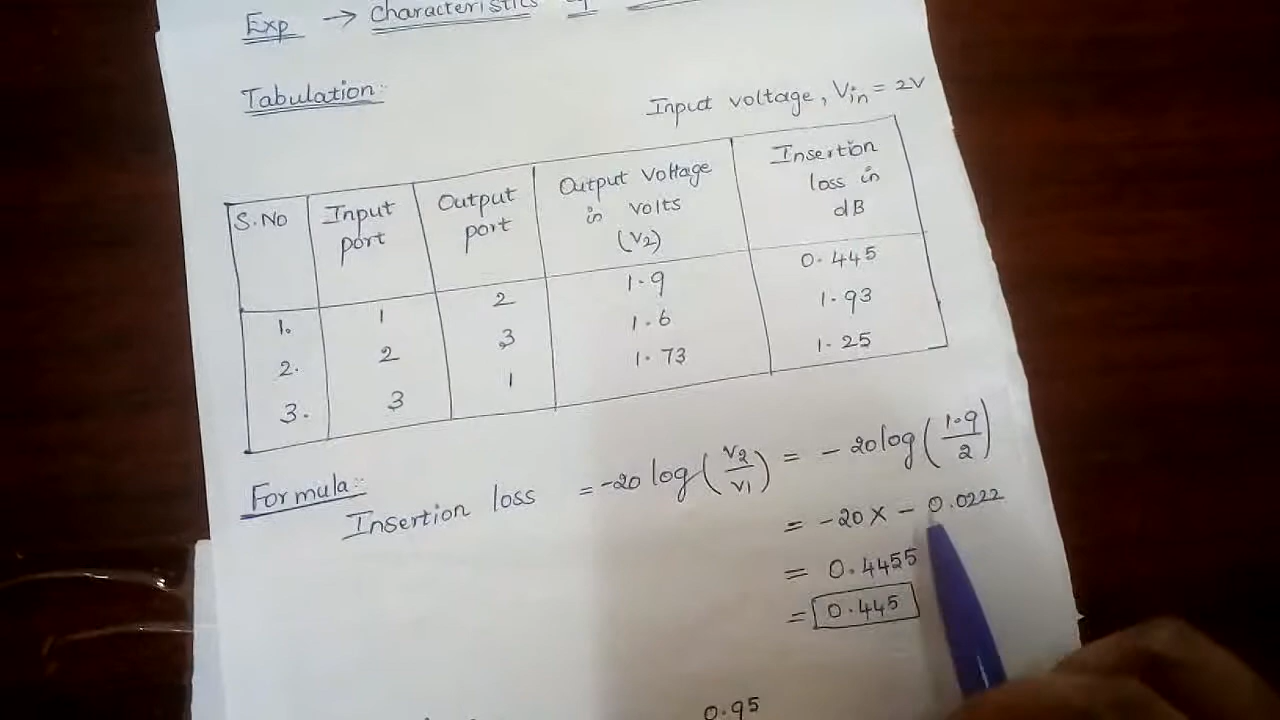 Exp → Characteristics
Tabulation:
Input voltage, Vin = 2V
S.No Input port Output port Output Voltage in volts (V2) Insertion loss in dB
1. 1 2 1.9 0.445
2. 2 3 1.6 1.93
3. 3 1 1.73 1.25
Formula:
Insertion loss = -20 log (V2/V1) = -20 log (1.9/2)
= -20 X - 0.0222
= 0.4455
= 0.445
0.95